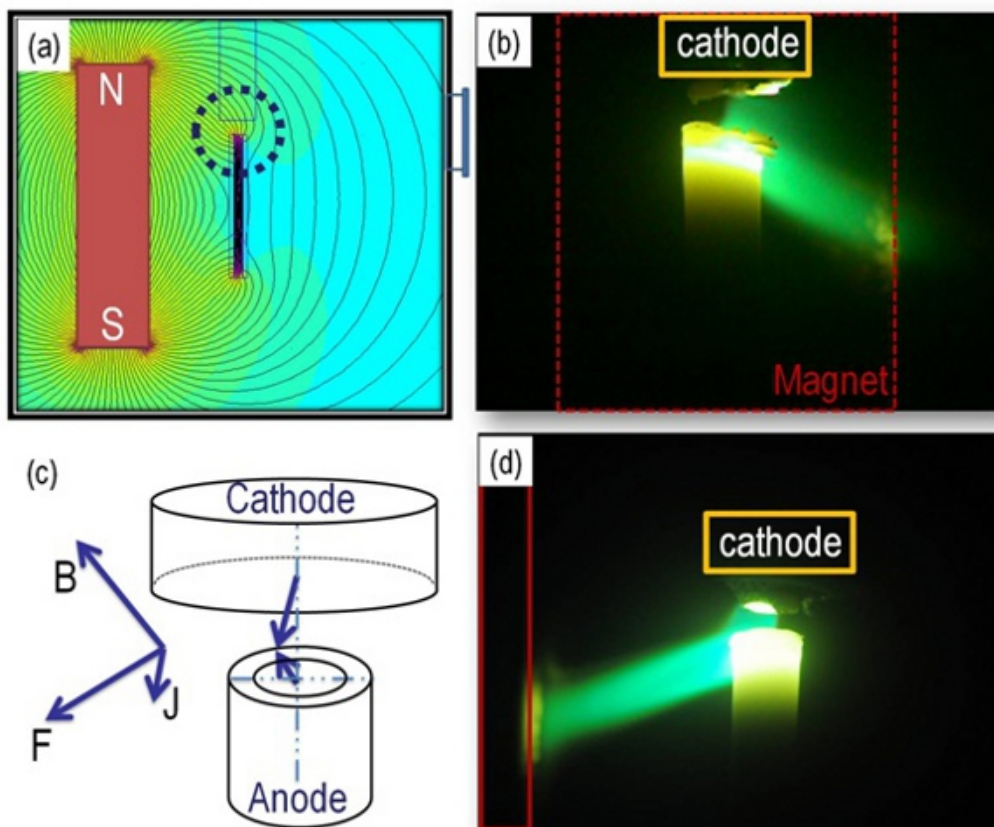 (a)
N
S
(b)
cathode
Magnet
(c)
Cathode
B
J
F
Anode
(d)
cathode